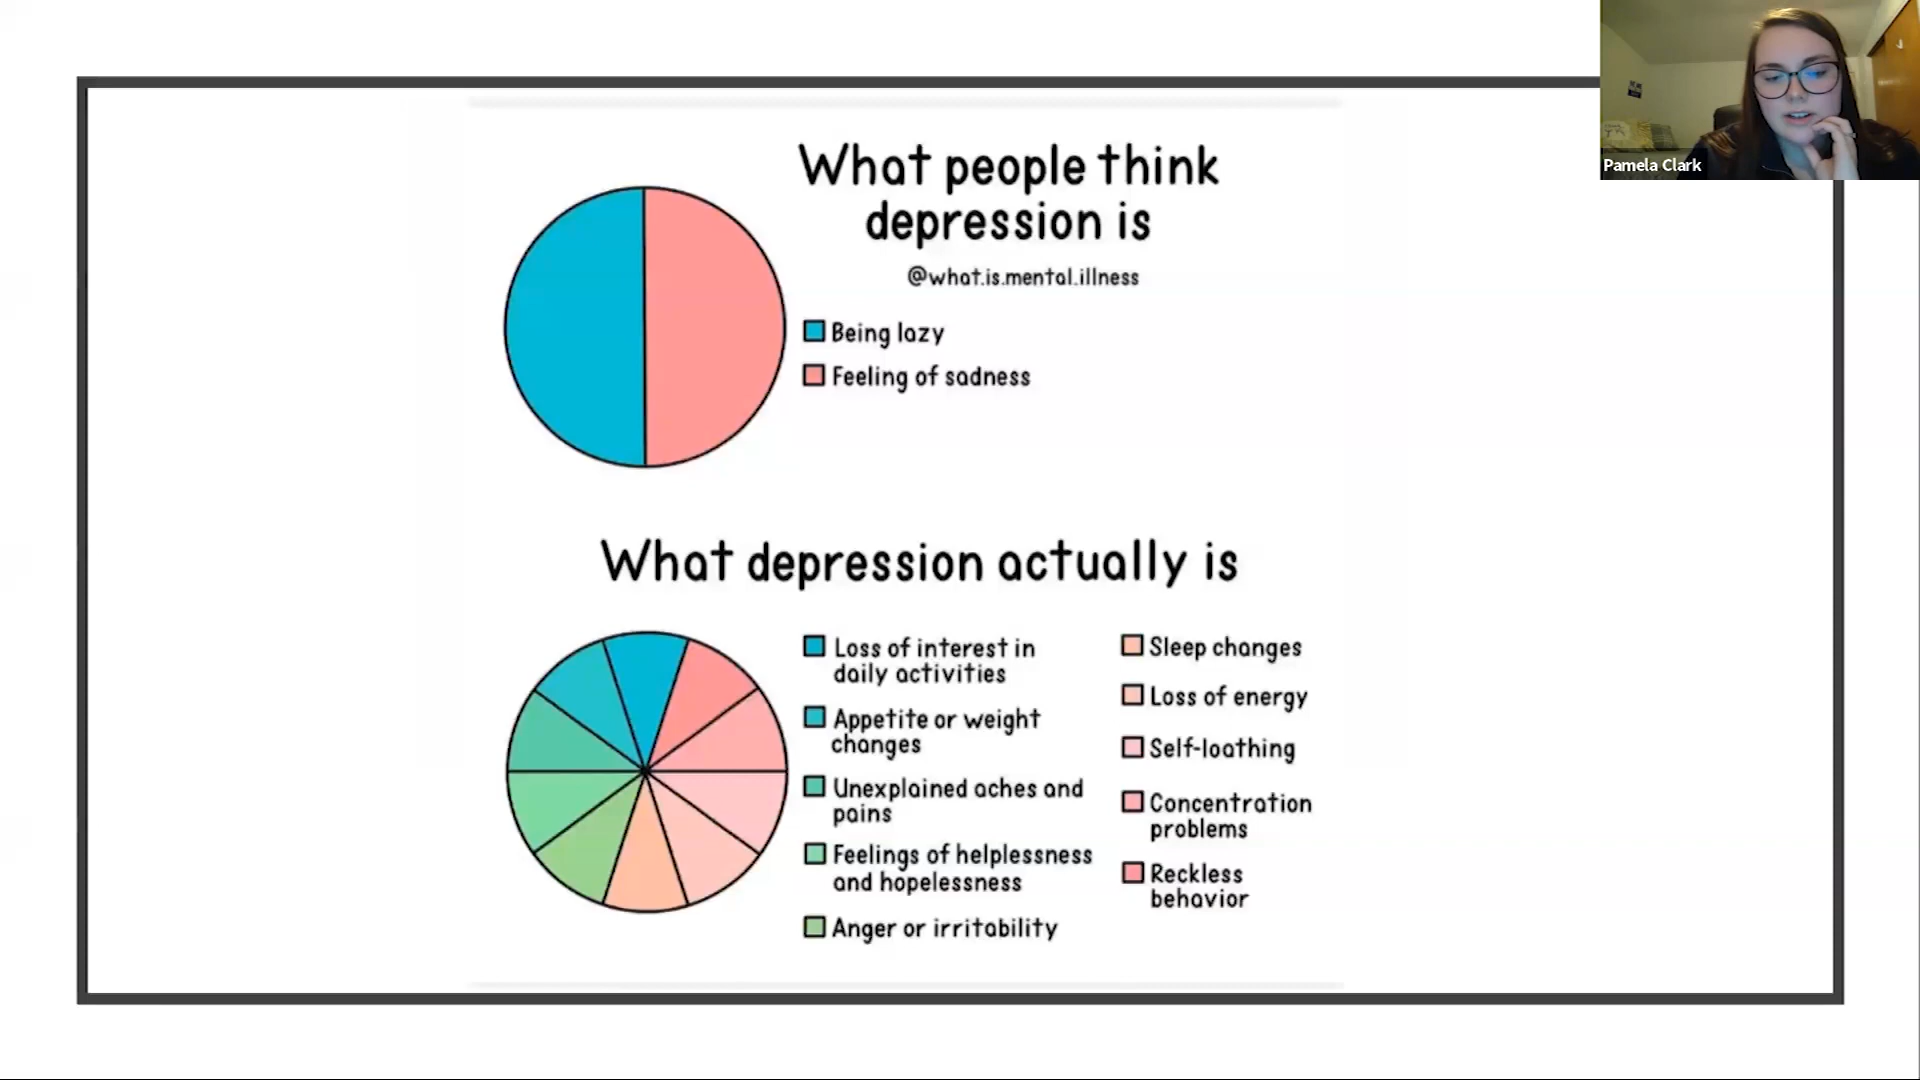 What people think
depression is
@what.is.mental.illness
Being lazy
Feeling of sadness
What depression actually is
Loss of interest in
daily activities
Appetite or weight
changes
Unexplained aches and
pains
Feelings of helplessness
and hopelessness
Anger or irritability
Sleep changes
Loss of energy
Self-loathing
Concentration
problems
Reckless
behavior
Pamela Clark